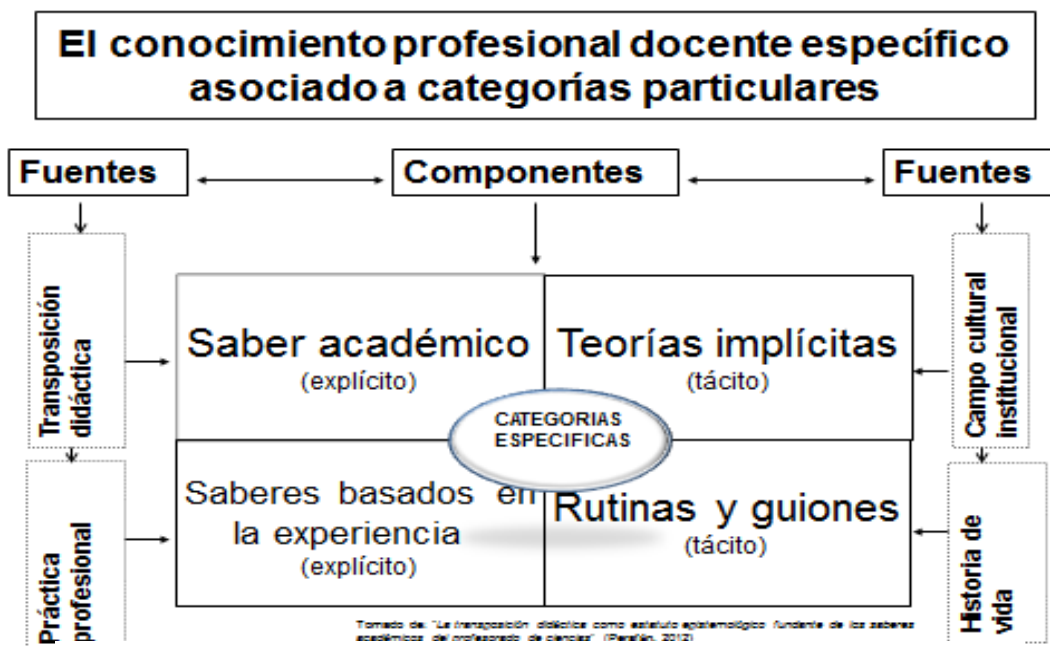 El conocimiento profesional docente específico
asociado a categorías particulares
Fuentes
Componentes
Fuentes
Transposición
didáctica
Saber académico
(explícito)
Teorías implícitas
(tácito)
Campo cultural
institucional
CATEGORIAS
ESPECIFICAS
Práctica
profesional
Saberes basados en
la experiencia
(explícito)
Rutinas y guiones
(tácito)
Historia de
vida
Tomado de. "La transposición didáctica como estatuto epistemológico fundante de los saberes
académicos del profesorado de ciencias" (Perafán, 2012)